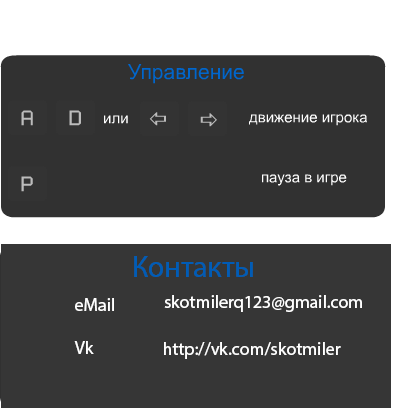 Управление
A D или ⇦ ⇨ движение игрока
P пауза в игре
Контакты
eMail skotmilerq123@gmail.com
Vk http://vk.com/skotmiler